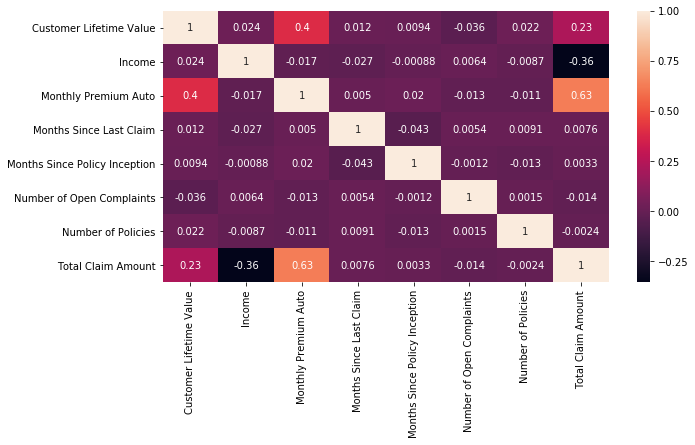 Customer Lifetime Value 1 0.024 0.4 0.012 0.0094 -0.036 0.022 0.23
Income 0.024 1 -0.017 -0.027 -0.00088 0.0064 -0.0087 -0.36
Monthly Premium Auto 0.4 -0.017 1 0.005 0.02 -0.013 -0.011 0.63
Months Since Last Claim 0.012 -0.027 0.005 1 -0.043 0.0054 0.0091 0.0076
Months Since Policy Inception 0.0094 -0.00088 0.02 -0.043 1 -0.0012 -0.013 0.0033
Number of Open Complaints -0.036 0.0064 -0.013 0.0054 -0.0012 1 0.0015 -0.014
Number of Policies 0.022 -0.0087 -0.011 0.0091 -0.013 0.0015 1 -0.0024
Total Claim Amount 0.23 -0.36 0.63 0.0076 0.0033 -0.014 -0.0024 1
Customer Lifetime Value
Income
Monthly Premium Auto
Months Since Last Claim
Months Since Policy Inception
Number of Open Complaints
Number of Policies
Total Claim Amount
1.00
0.75
0.50
0.25
0.00
−0.25